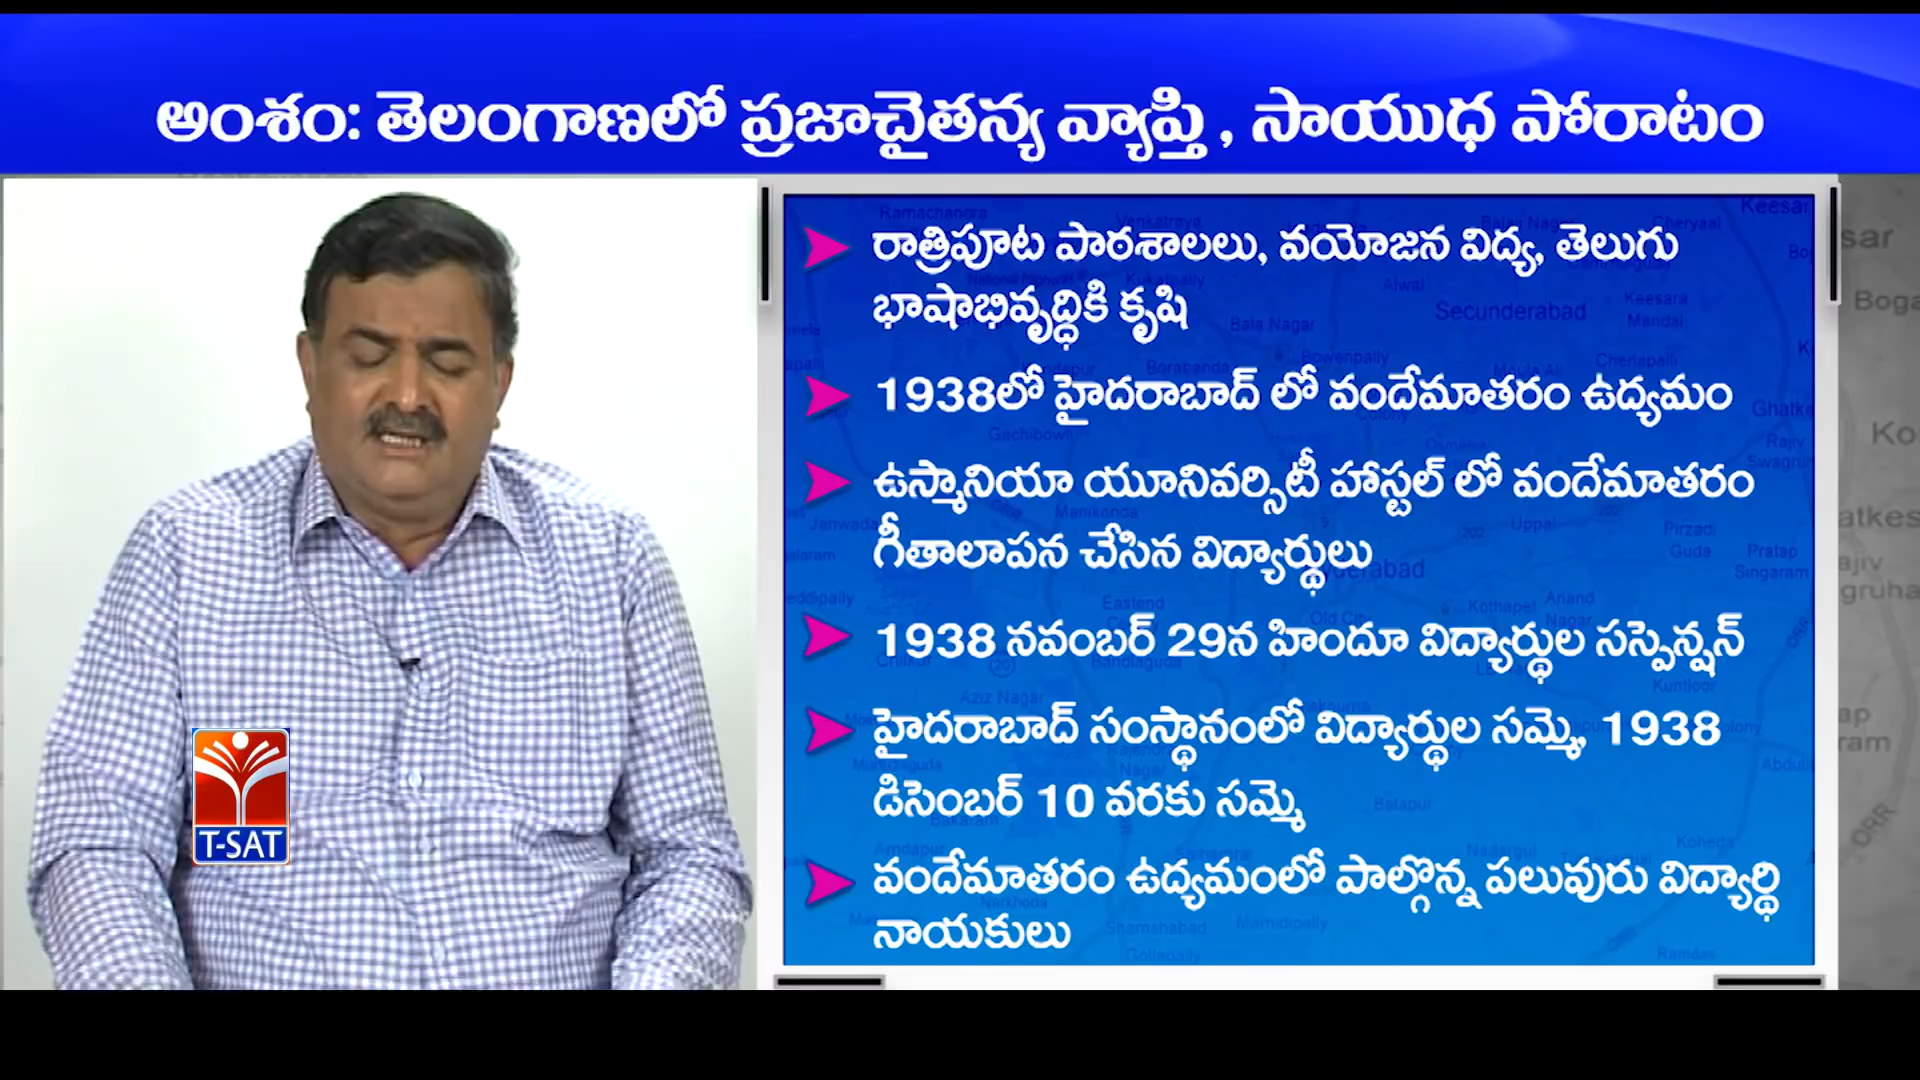 అంశం: తెలంగాణలో ప్రజాచైతన్య వ్యాప్తి , సాయుధ పోరాటం
రాత్రిపూట పాఠశాలలు, వయోజన విద్య, తెలుగు
భాషాభివృద్ధికి కృషి
1938లో హైదరాబాద్ లో వందేమాతరం ఉద్యమం
ఉస్మానియా యూనివర్సిటీ హాస్టల్ లో వందేమాతరం
గీతాలాపన చేసిన విద్యార్థులు
1938 నవంబర్ 29న హిందూ విద్యార్థుల సస్పెన్షన్
హైదరాబాద్ సంస్థానంలో విద్యార్థుల సమ్మె, 1938
డిసెంబర్ 10 వరకు సమ్మె
వందేమాతరం ఉద్యమంలో పాల్గొన్న పలువురు విద్యార్థి
నాయకులు
T-SAT
Secunderabad